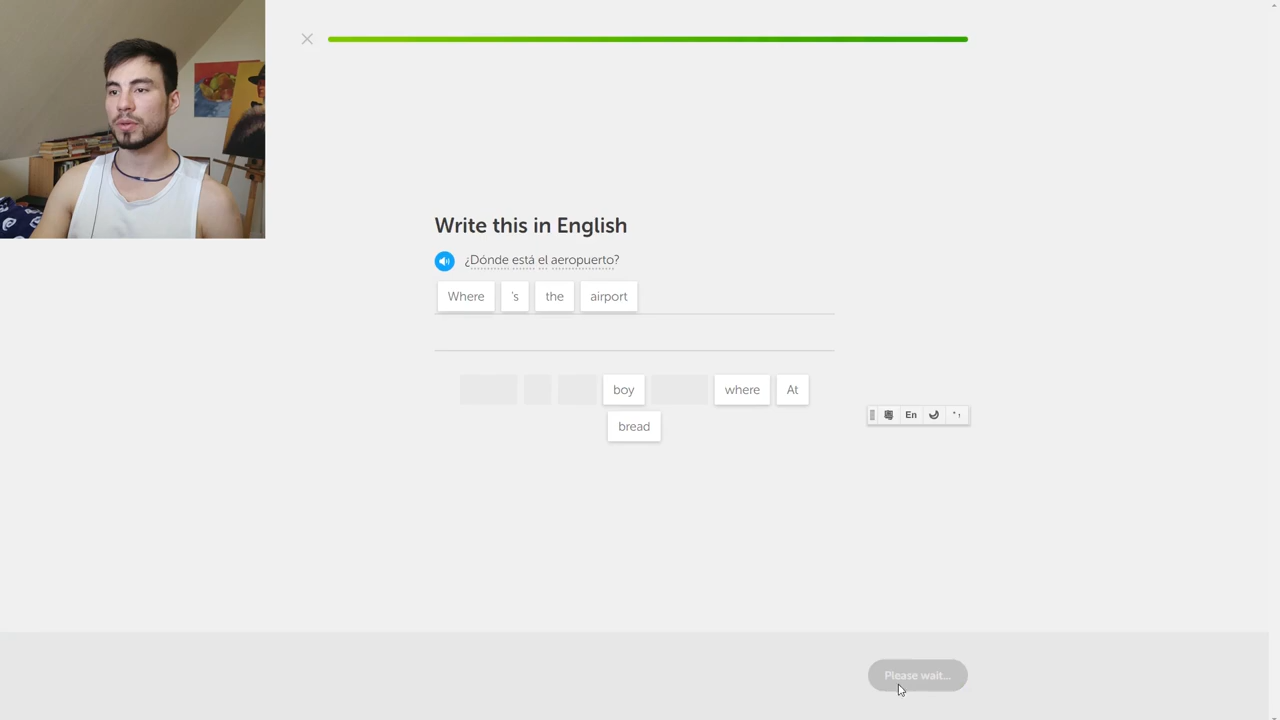 Write this in English
¿Dónde está el aeropuerto?
Where 's the airport
boy where At
bread
En
Please wait...